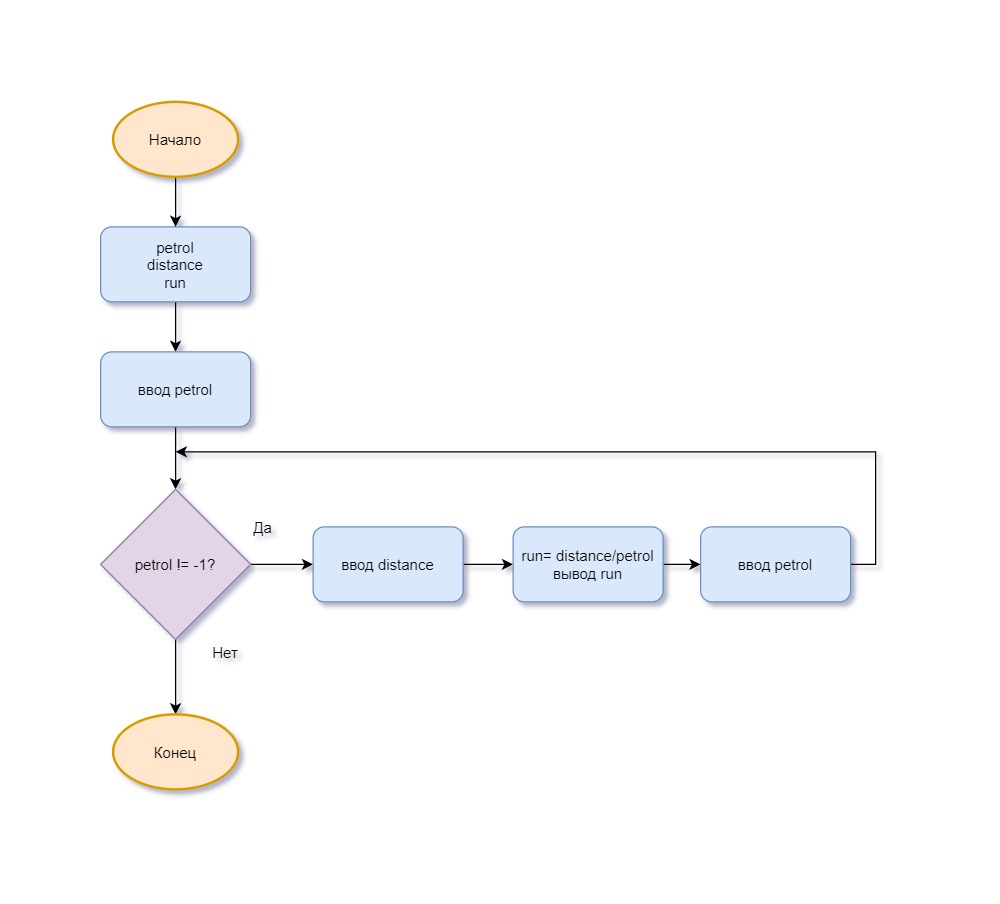 Начало
petrol
distance
run
ввод petrol
petrol != -1?
Да
ввод distance
run= distance/petrol
вывод run
ввод petrol
Нет
Конец